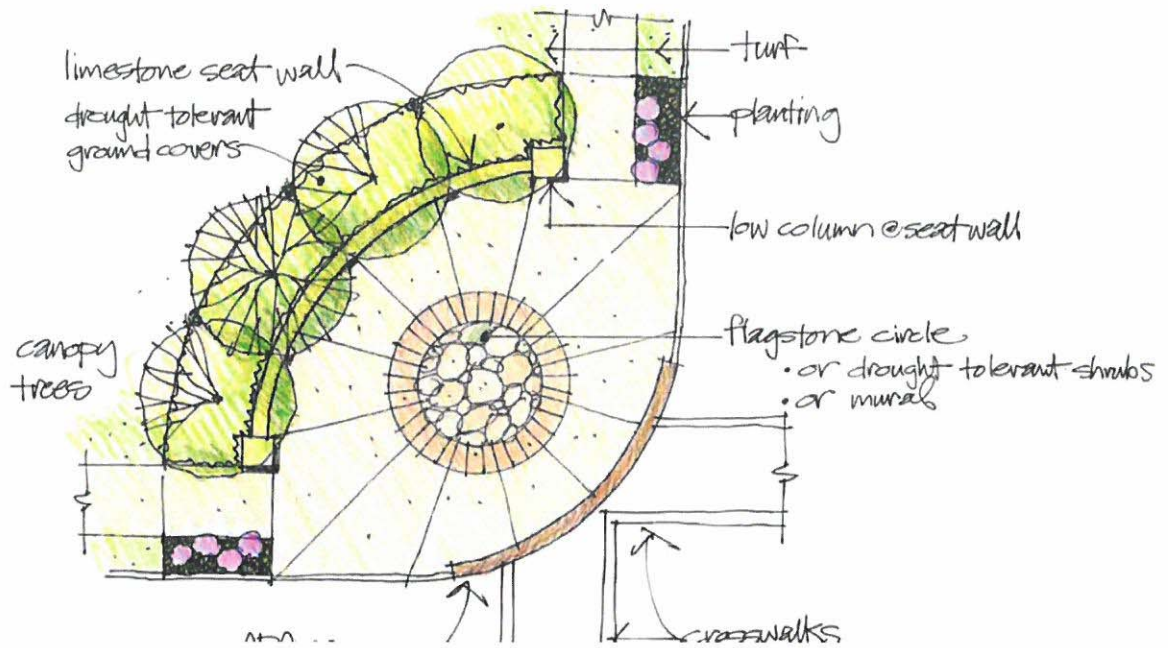 limestone seat wall
drought tolerant
ground covers
canopy
trees
turf
planting
low column @ seat wall
flagstone circle
• or drought tolerant shrubs
• or mural
crosswalks